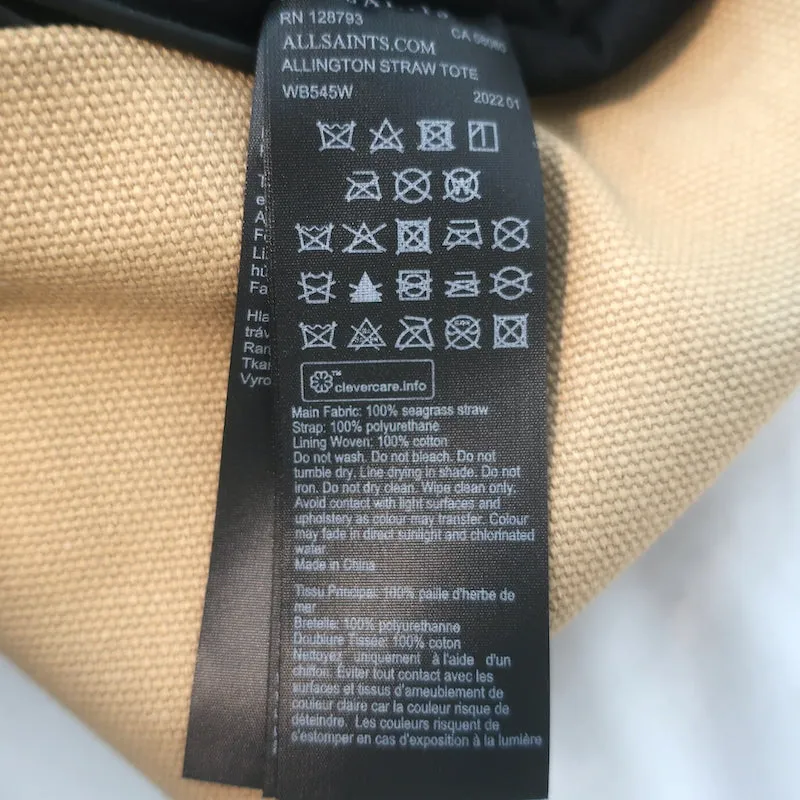 RN 128793
ALLSAINTS.COM
ALLINGTON STRAW TOTE
WB545W
2022 01
clevercare.info
Main Fabric: 100% seagrass straw
Strap: 100% polyurethane
Lining Woven: 100% cotton
Do not wash. Do not bleach. Do not
tumble dry. Line drying in shade. Do not
iron. Do not dry clean. Wipe clean only.
Avoid contact with light surfaces and
upholstery as colour may transfer. Colour
may fade in direct sunlight and chlorinated
water.
Made in China
Tissu Principal: 100% paille d'herbe de
mer
Bretelle: 100% polyuréthanne
Doublure Tissée: 100% coton
Nettoyez uniquement à l'aide d'un
chiffon. Éviter tout contact avec les
surfaces et tissus d'ameublement de
couleur claire car la couleur risque de
déteindre. Les couleurs risquent de
s'estomper en cas d'exposition à la lumière
Hla
tráv
Ran
Tkan
Vyro